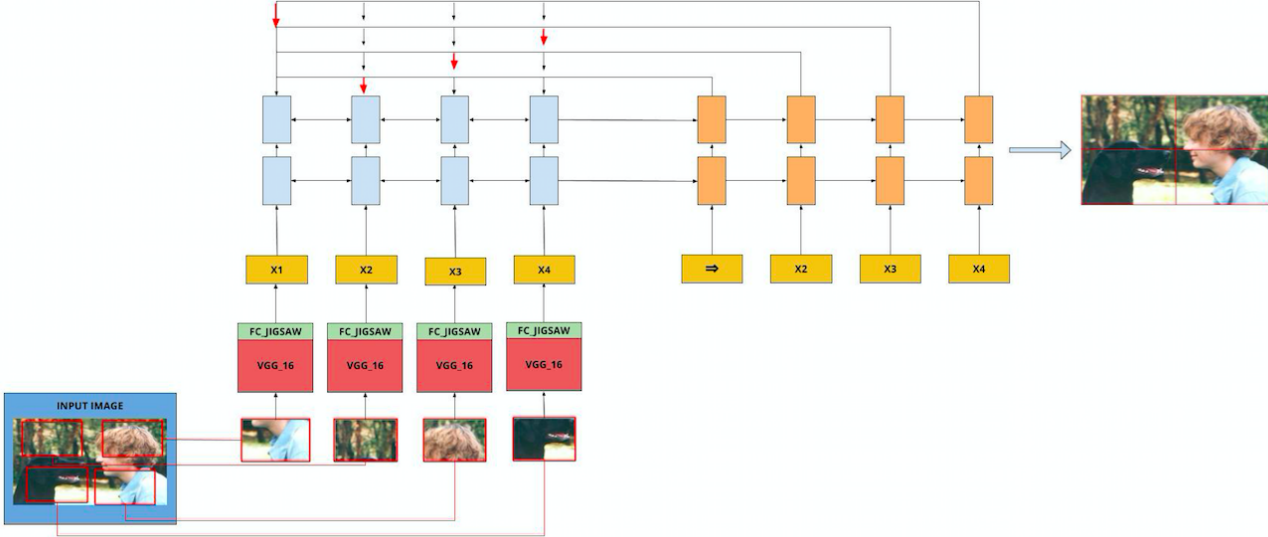 X1
X2
X3
X4
⇒
X2
X3
X4
FC_JIGSAW
FC_JIGSAW
FC_JIGSAW
FC_JIGSAW
VGG_16
VGG_16
VGG_16
VGG_16
INPUT IMAGE